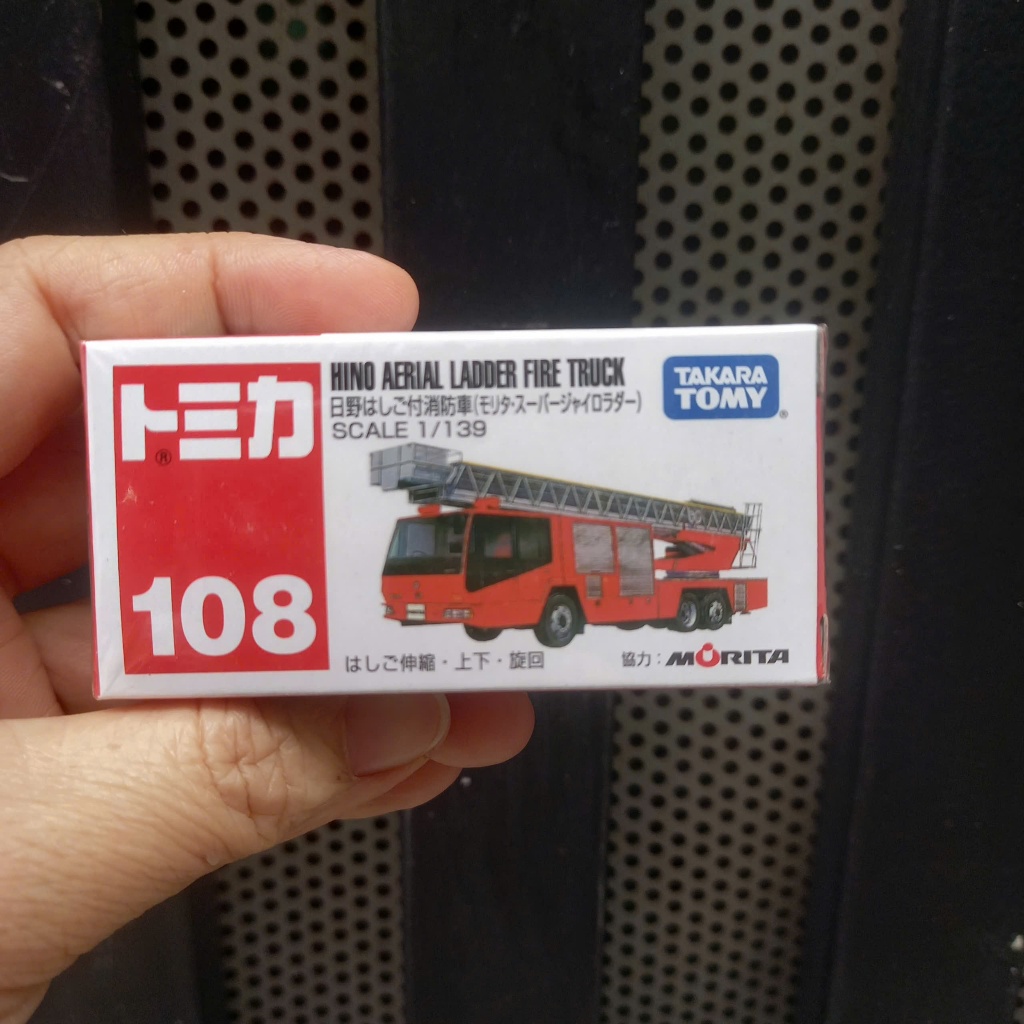 トミカ
®
108
HINO AERIAL LADDER FIRE TRUCK
日野はしご付消防車(モリタ・スーパージャイロラダー)
SCALE 1/139
TAKARA
TOMY®
はしご伸縮・上下・旋回
協力:MORITA